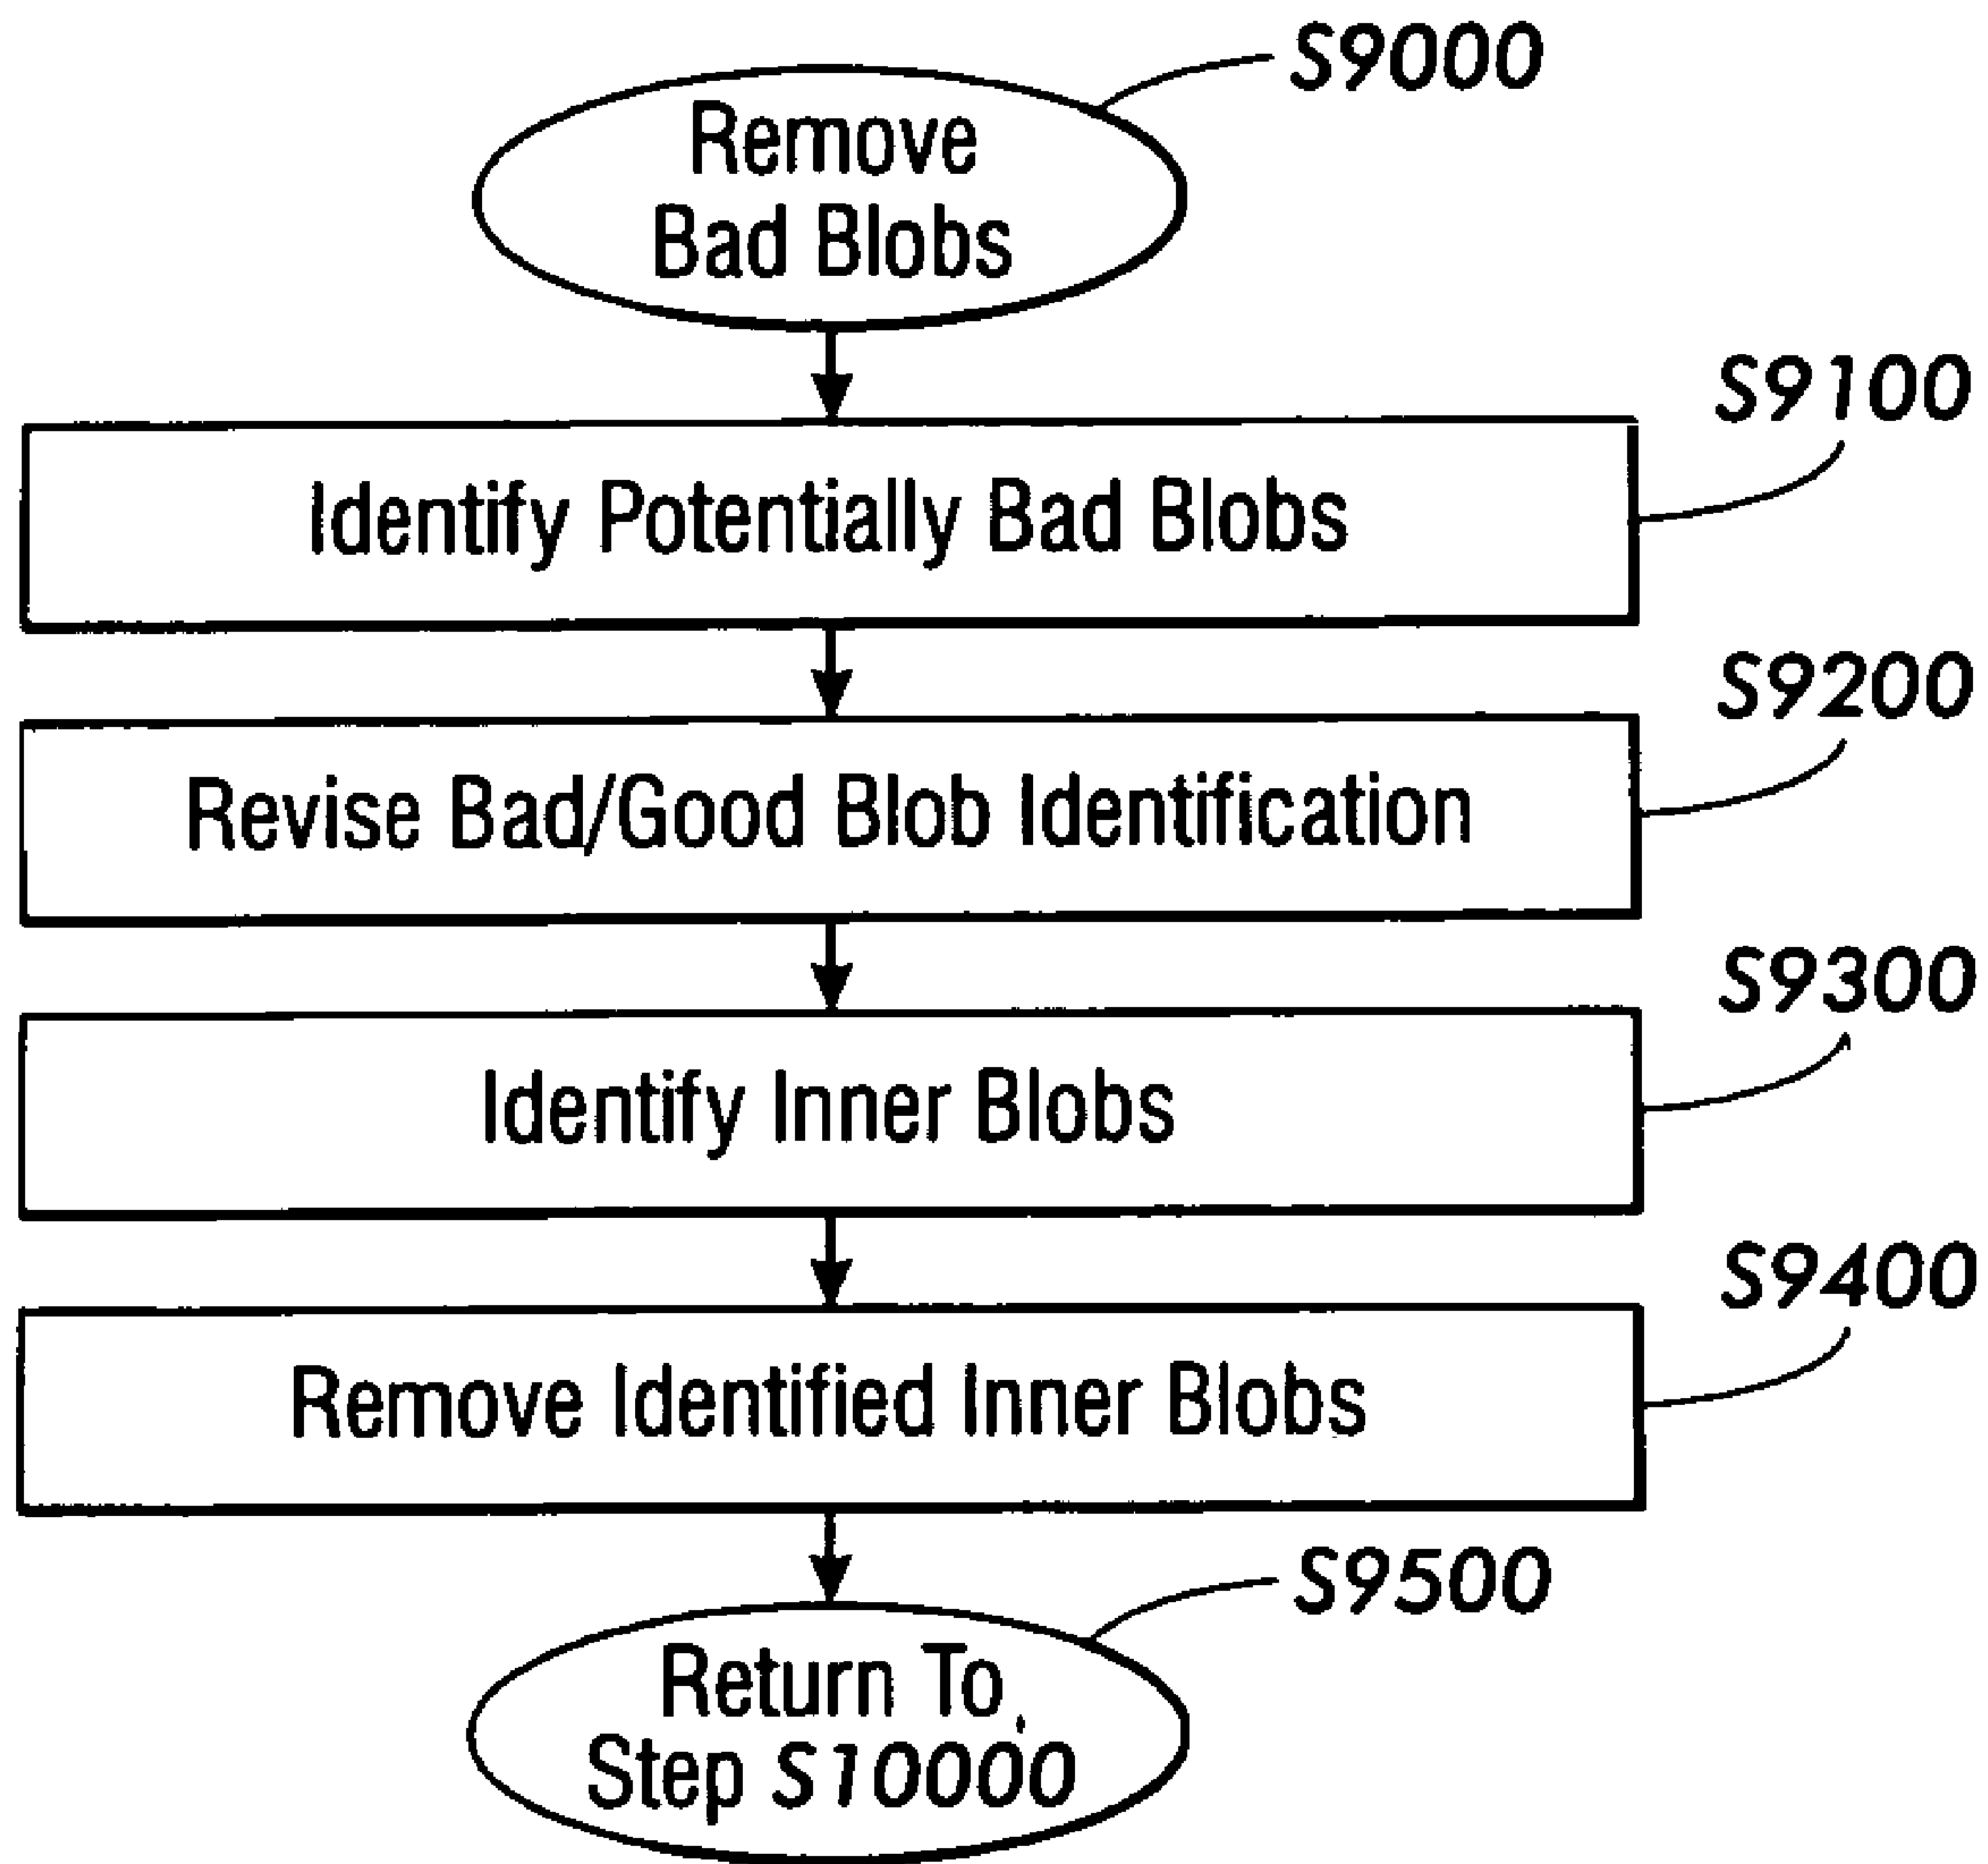 S9000
Remove
Bad Blobs
S9100
Identify Potentially Bad Blobs
S9200
Revise Bad/Good Blob Identification
S9300
Identify Inner Blobs
S9400
Remove Identified Inner Blobs
S9500
Return To
Step S10000